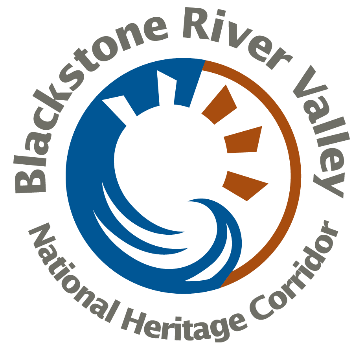 Blackstone River Valley
National Heritage Corridor